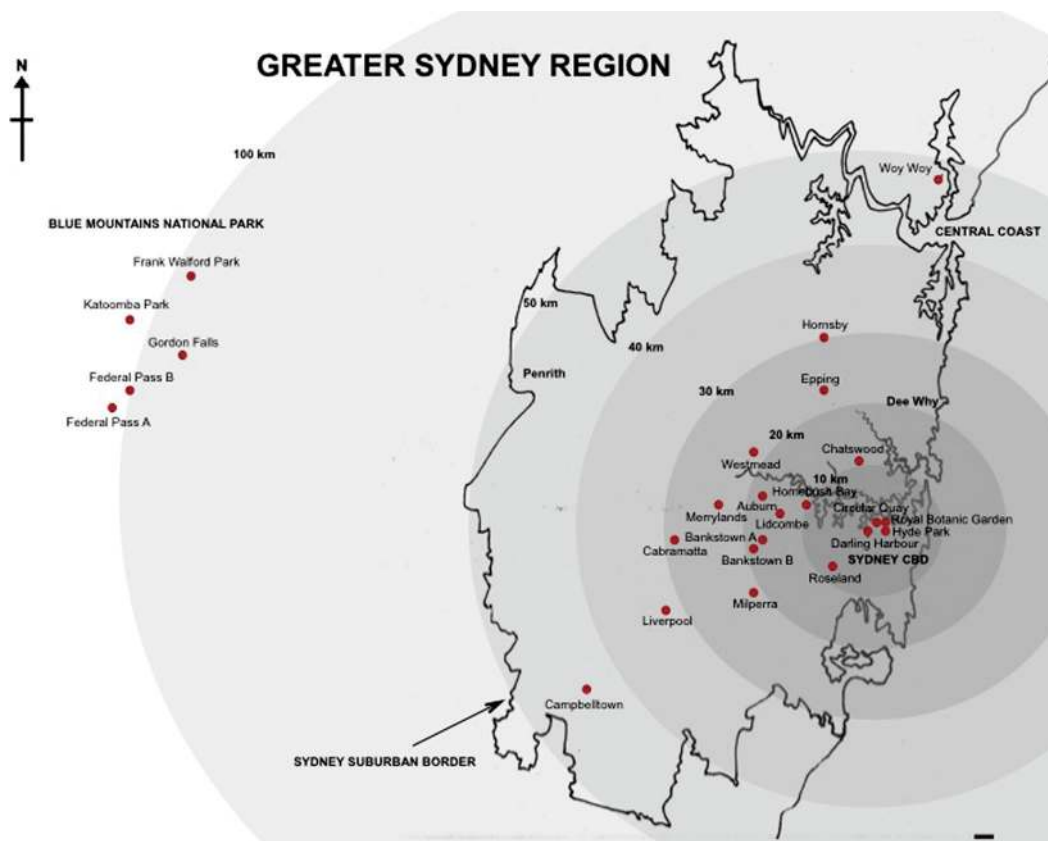 GREATER SYDNEY REGION
N
100 km
Woy Woy
BLUE MOUNTAINS NATIONAL PARK
CENTRAL COAST
Frank Walford Park
Katoomba Park
50 km
Hornsby
Gordon Falls
40 km
Penrith
Epping
Federal Pass B
30 km
Dee Why
Federal Pass A
20 km
Chatswood
Westmead
10 km
Auburn
Circular Quay
Merrylands
Lidcombe
Royal Botanic Garden
Bankstown A
Hyde Park
Cabramatta
Darling Harbour
Bankstown B
SYDNEY CBD
Roseland
Milperra
Liverpool
Campbelltown
SYDNEY SUBURBAN BORDER